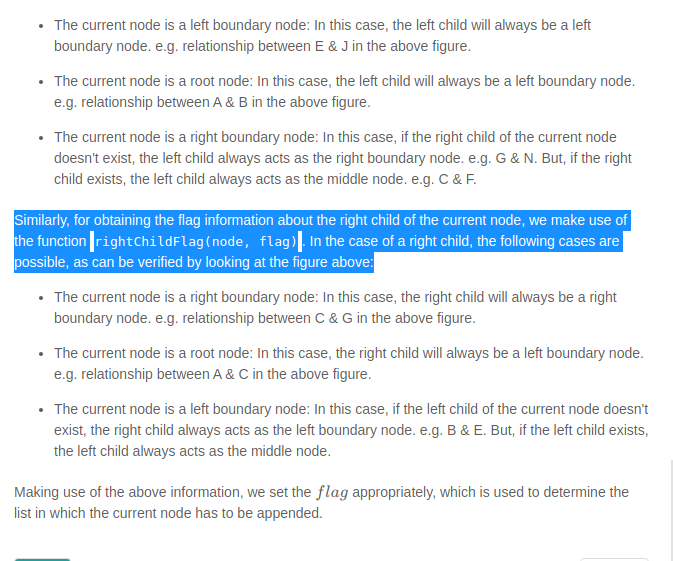 The current node is a left boundary node: In this case, the left child will always be a left
boundary node. e.g. relationship between E & J in the above figure.
The current node is a root node: In this case, the left child will always be a left boundary node.
e.g. relationship between A & B in the above figure.
The current node is a right boundary node: In this case, if the right child of the current node
doesn't exist, the left child always acts as the right boundary node. e.g. G & N. But, if the right
child exists, the left child always acts as the middle node. e.g. C & F.
Similarly, for obtaining the flag information about the right child of the current node, we make use of
the function rightChildFlag(node, flag). In the case of a right child, the following cases are
possible, as can be verified by looking at the figure above:
The current node is a right boundary node: In this case, the right child will always be a right
boundary node. e.g. relationship between C & G in the above figure.
The current node is a root node: In this case, the right child will always be a left boundary node.
e.g. relationship between A & C in the above figure.
The current node is a left boundary node: In this case, if the left child of the current node doesn't
exist, the right child always acts as the left boundary node. e.g. B & E. But, if the left child exists,
the left child always acts as the middle node.
Making use of the above information, we set the flag appropriately, which is used to determine the
list in which the current node has to be appended.